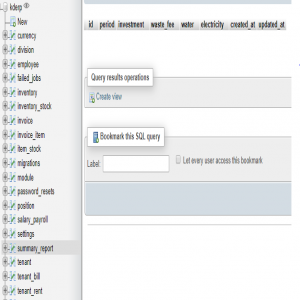 kderp
New
currency
division
employee
failed_jobs
inventory
inventory_stock
invoice
invoice_item
item_stock
migrations
module
password_resets
position
salary_payroll
settings
summary_report
tenant
tenant_bill
tenant_rent
id period investment waste_fee water electricity created_at updated_at
Query results operations
Create view
Bookmark this SQL query
Label:
Let every user access this bookmark